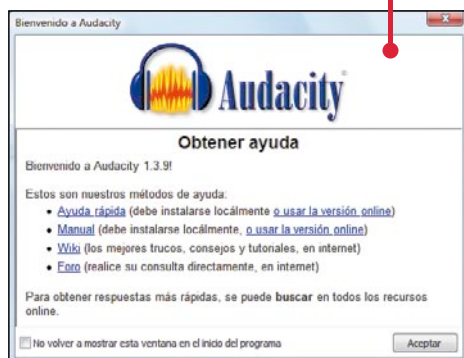 Bienvenido a Audacity
Audacity
Obtener ayuda
Bienvenido a Audacity 1.3.9!
Estos son nuestros métodos de ayuda:
• Ayuda rápida (debe instalarse locálmente o usar la versión online)
• Manual (debe instalarse locálmente, o usar la versión online)
• Wiki (los mejores trucos, consejos y tutonales, en internet)
• Foro (realice su consulta directamente, en internet)
Para obtener respuestas más rápidas, se puede buscar en todos los recursos
online.
No volver a mostrar esta ventana en el inicio del programa
Aceptar